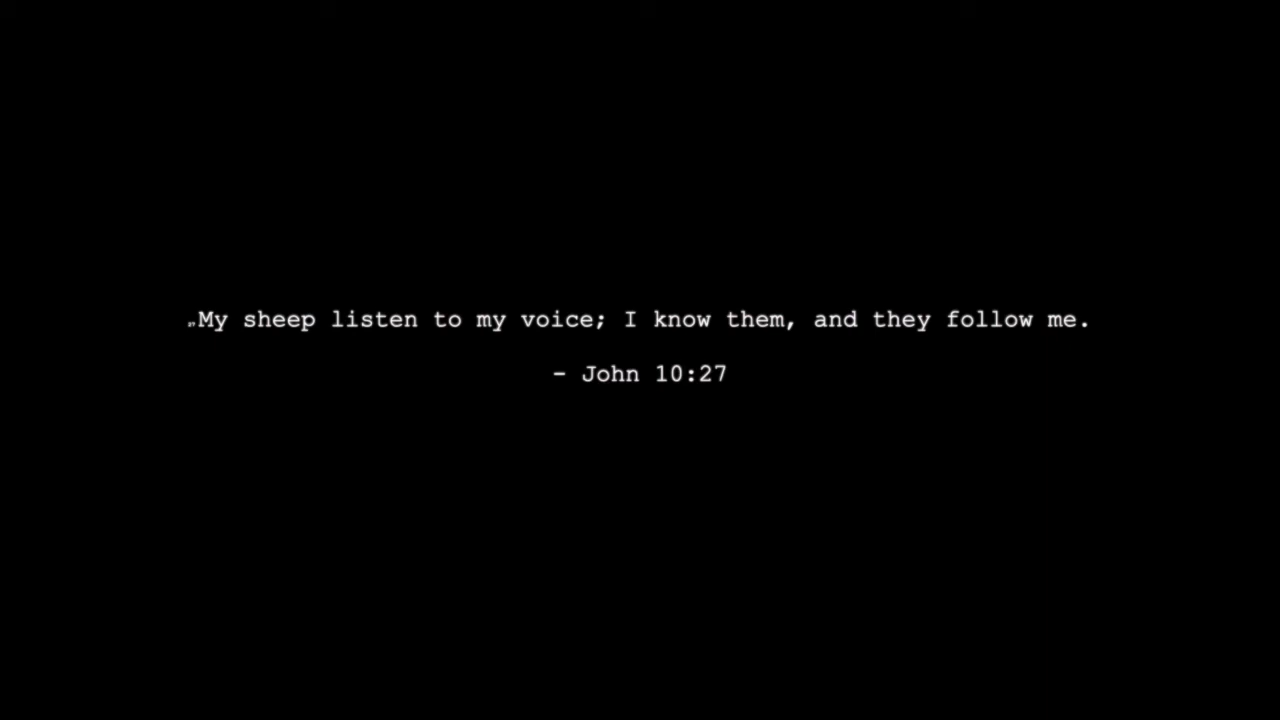 „My sheep listen to my voice; I know them, and they follow me.
- John 10:27